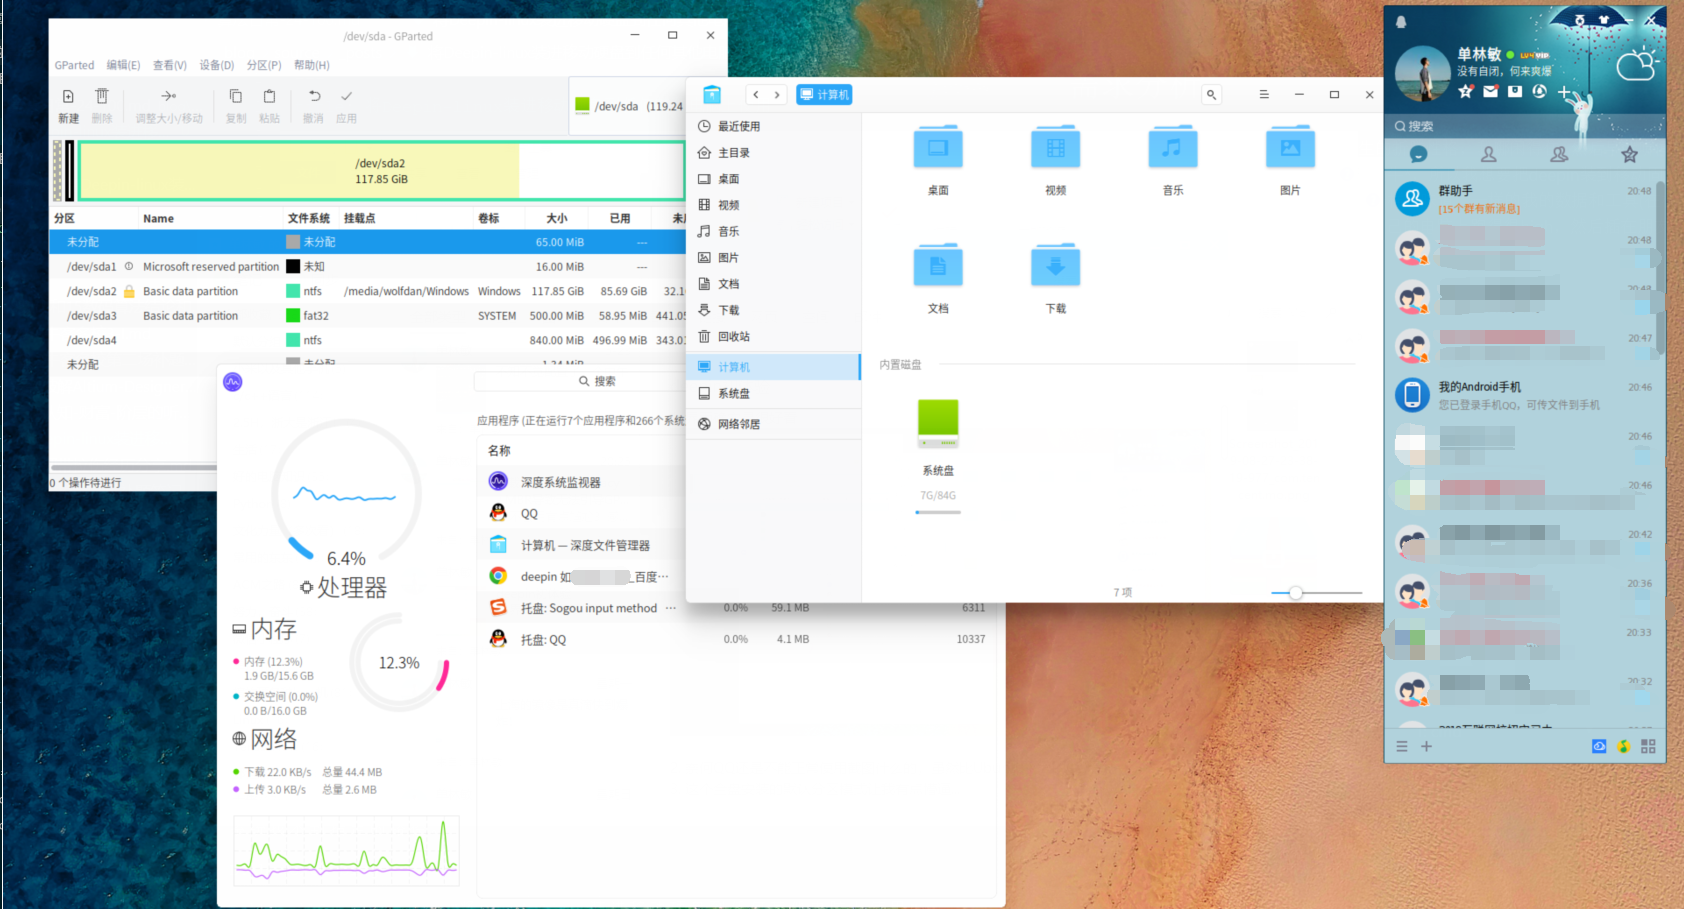 /dev/sda - GParted
GParted 编辑(E) 查看(V) 设备(D) 分区(P) 帮助(H)
新建 删除 调整大小/移动 复制 粘贴 撤消 应用
/dev/sda (119.24
/dev/sda2
117.85 GiB
分区 Name 文件系统 挂载点 卷标 大小 已用
未分配 未分配 65.00 MiB ---
/dev/sda1 Microsoft reserved partition 未知 16.00 MiB ---
/dev/sda2 Basic data partition ntfs /media/wolfdan/Windows Windows 117.85 GiB 85.69 GiB 32.1
/dev/sda3 Basic data partition fat32 SYSTEM 500.00 MiB 58.95 MiB 441.05
/dev/sda4 ntfs 840.00 MiB 496.99 MiB 343.0
未分配 未分配 1.34 MiB ---
0 个操作待进行
搜索
6.4%
处理器
内存
内存 (12.3%)
1.9 GB/15.6 GB
交换空间 (0.0%)
0.0 B/16.0 GB
12.3%
网络
下载 22.0 KB/s 总量 44.4 MB
上传 3.0 KB/s 总量 2.6 MB
应用程序 (正在运行7个应用程序和266个系统
名称
深度系统监视器
QQ
计算机 — 深度文件管理器
deepin 如 _百度···
托盘: Sogou input method ··· 0.0% 59.1 MB 6311
托盘: QQ 0.0% 4.1 MB 10337
计算机
最近使用
主目录
桌面
视频
音乐
图片
文档
下载
回收站
计算机
系统盘
网络邻居
桌面 视频 音乐 图片
文档 下载
内置磁盘
系统盘
7G/84G
7 项
单林敏
没有自闭，何来爽爆
搜索
群助手 20:48
[15个群有新消息]
20:48
20:48
20:47
我的Android手机 20:46
您已登录手机QQ，可传文件到手机
20:46
20:46
20:42
20:36
20:33
20:32